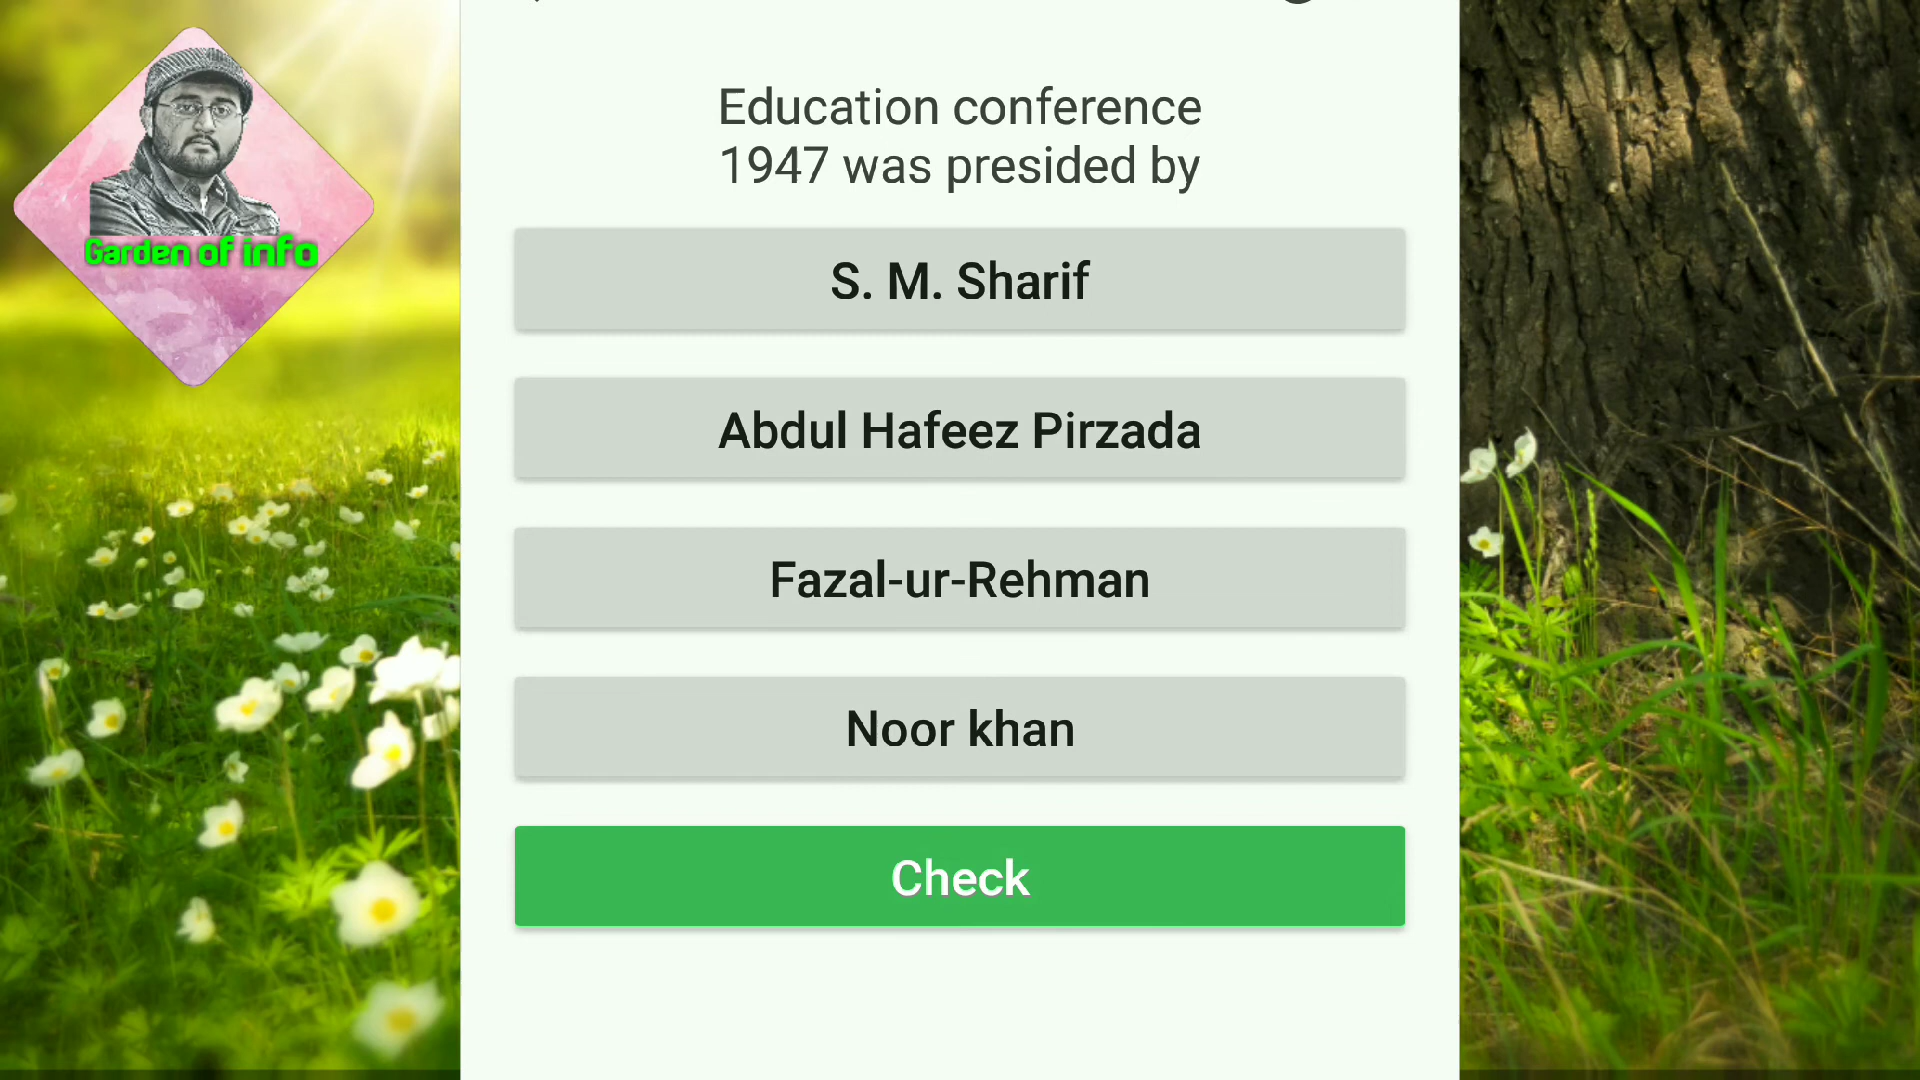 Garden of info
Education conference
1947 was presided by
S. M. Sharif
Abdul Hafeez Pirzada
Fazal-ur-Rehman
Noor khan
Check